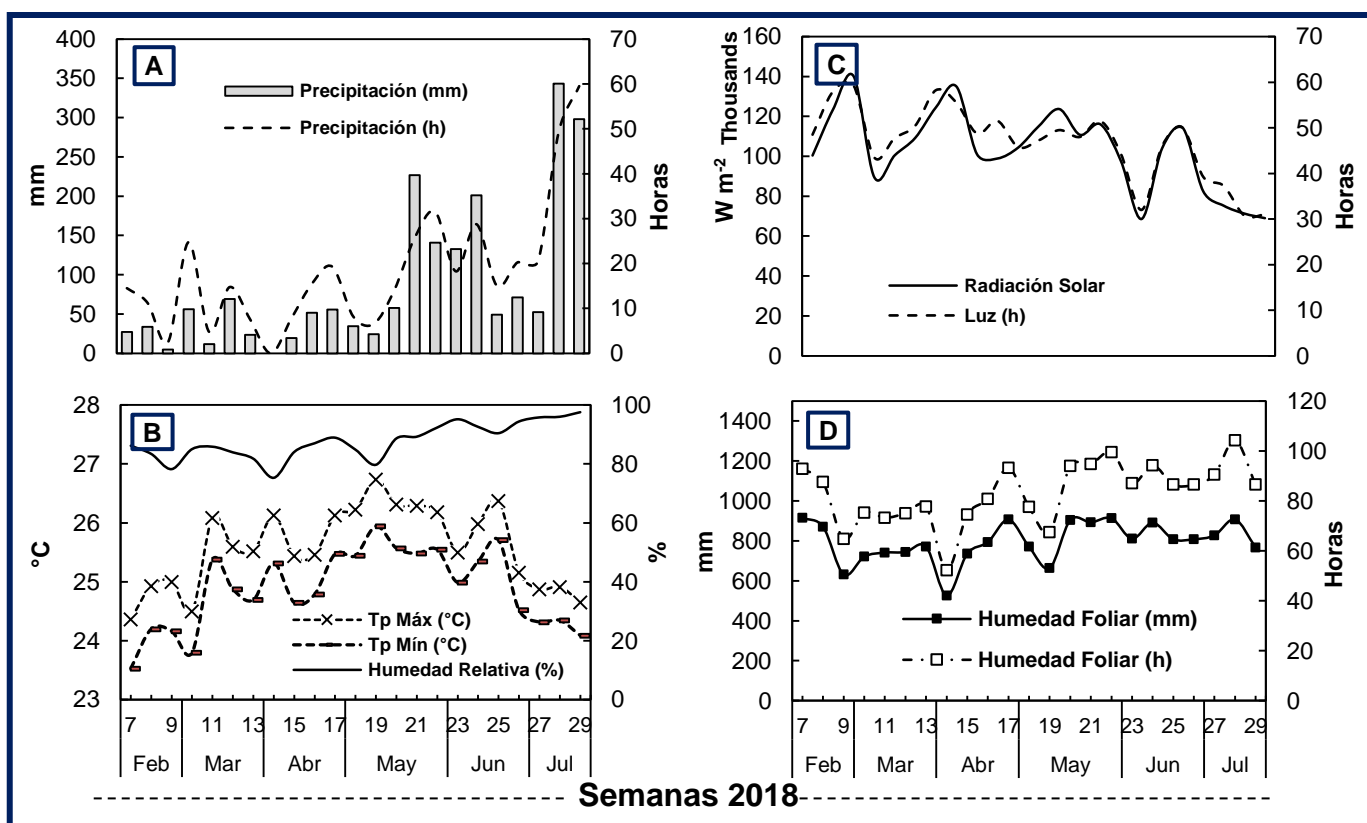 A
400
350
300
250
200
150
100
50
0
mm
70
60
50
40
30
20
10
0
Horas
Precipitación (mm)
Precipitación (h)
C
160
140
120
100
80
60
40
20
0
W m-2 Thousands
70
60
50
40
30
20
10
0
Horas
Radiación Solar
Luz (h)
B
28
27
26
25
24
23
°C
100
80
60
40
20
0
%
Tp Máx (°C)
Tp Mín (°C)
Humedad Relativa (%)
7 9 11 13 15 17 19 21 23 25 27 29
Feb Mar Abr May Jun Jul
D
1400
1200
1000
800
600
400
200
0
mm
120
100
80
60
40
20
0
Horas
Humedad Foliar (mm)
Humedad Foliar (h)
7 9 11 13 15 17 19 21 23 25 27 29
Feb Mar Abr May Jun Jul
Semanas 2018